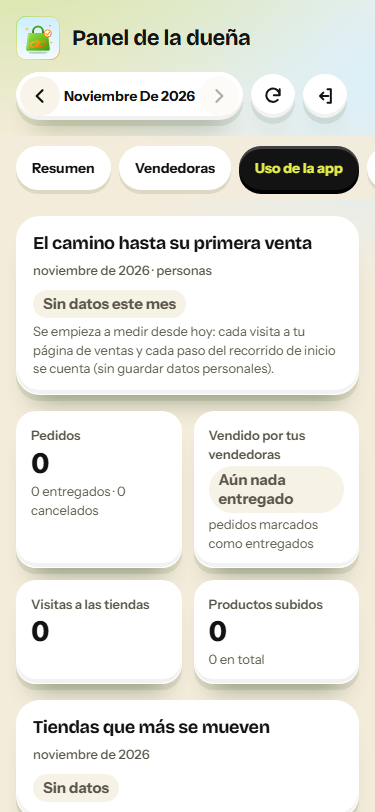 Panel de la dueña
Noviembre De 2026
Resumen
Vendedoras
Uso de la app
El camino hasta su primera venta
noviembre de 2026 · personas
Sin datos este mes
Se empieza a medir desde hoy: cada visita a tu
página de ventas y cada paso del recorrido de inicio
se cuenta (sin guardar datos personales).
Pedidos
0
0 entregados · 0
cancelados
Vendido por tus
vendedoras
Aún nada
entregado
pedidos marcados
como entregados
Visitas a las tiendas
0
Productos subidos
0
0 en total
Tiendas que más se mueven
noviembre de 2026
Sin datos